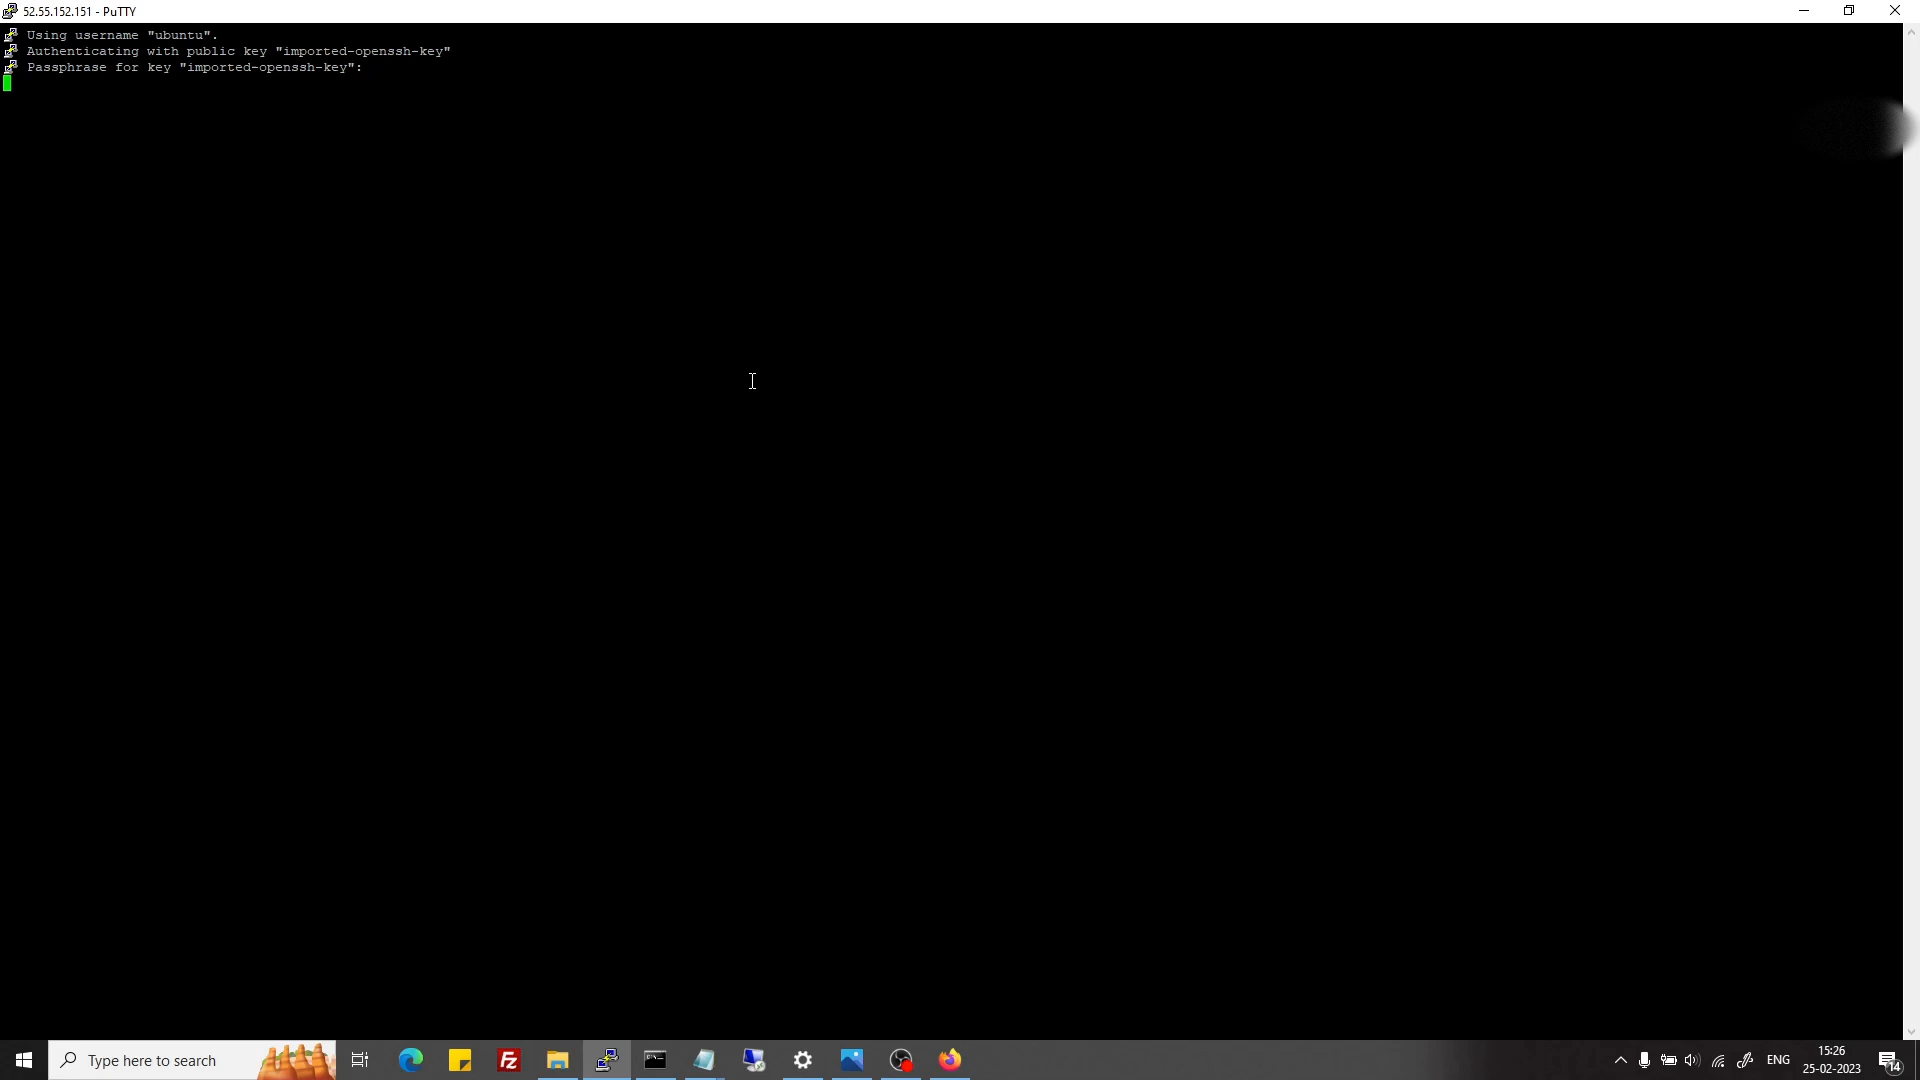 52.55.152.151 - PuTTY
Using username "ubuntu".
Authenticating with public key "imported-openssh-key"
Passphrase for key "imported-openssh-key":
Type here to search
ENG
15:26
25-02-2023
14